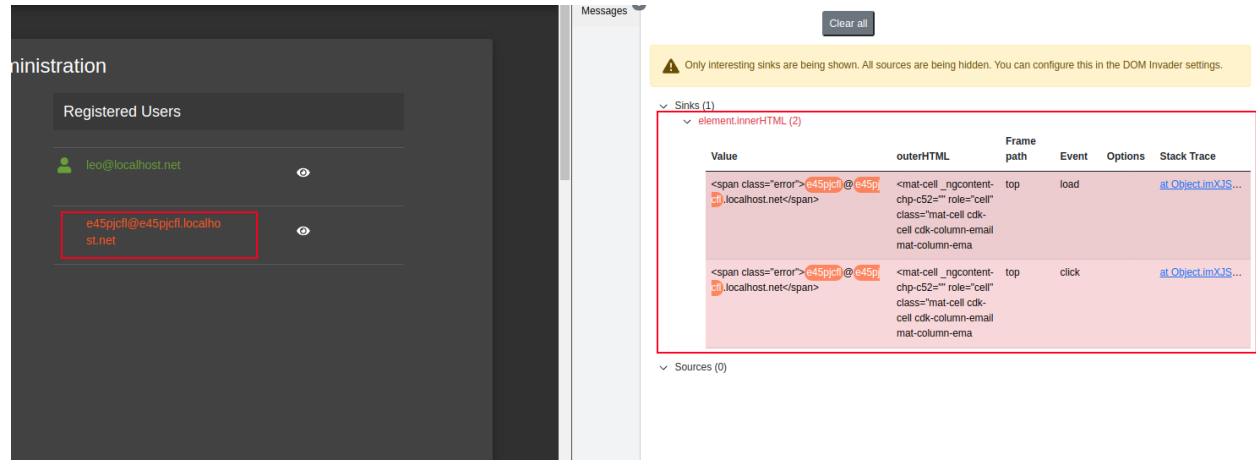 Messages
Clear all
ministration
Only interesting sinks are being shown. All sources are being hidden. You can configure this in the DOM Invader settings.
Registered Users
Sinks (1)
element.innerHTML (2)
Value outerHTML Frame path Event Options Stack Trace
leo@localhost.net
<span class="error">e45pjcfl@e45pj
cfl.localhost.net</span>
<mat-cell _ngcontent-
chp-c52="" role="cell"
class="mat-cell cdk-
cell cdk-column-email
mat-column-ema
top load at Object.imXJS…
e45pjcfl@e45pjcfl.localho
st.net
<span class="error">e45pjcfl@e45pj
cfl.localhost.net</span>
<mat-cell _ngcontent-
chp-c52="" role="cell"
class="mat-cell cdk-
cell cdk-column-email
mat-column-ema
top click at Object.imXJS…
Sources (0)